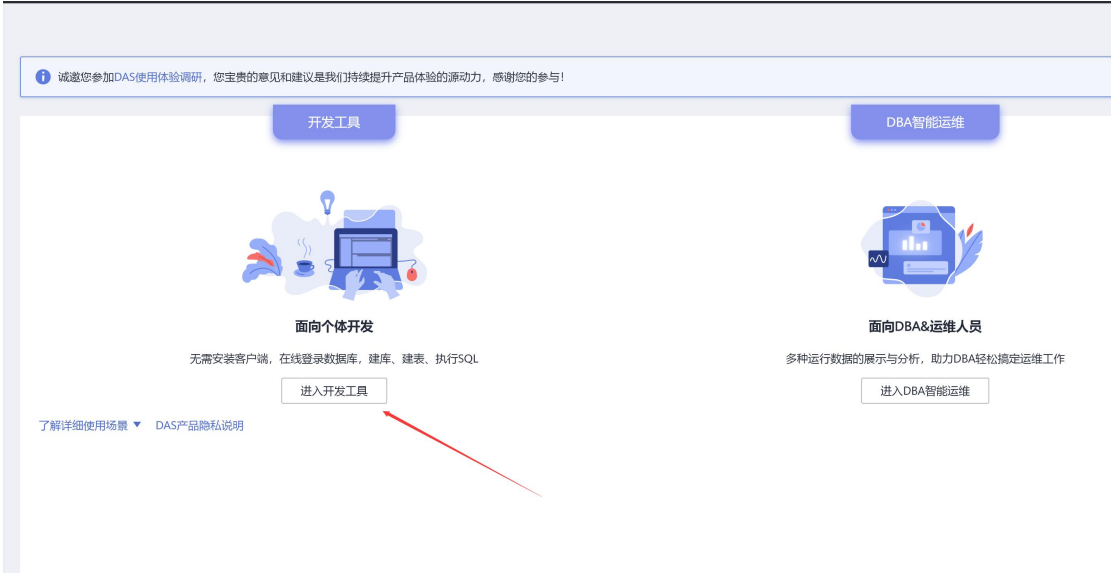 诚邀您参加DAS使用体验调研，您宝贵的意见和建议是我们持续提升产品体验的源动力，感谢您的参与！
开发工具
DBA智能运维
面向个体开发
面向DBA&运维人员
无需安装客户端，在线登录数据库，建库、建表、执行SQL
多种运行数据的展示与分析，助力DBA轻松搞定运维工作
进入开发工具
进入DBA智能运维
了解详细使用场景 ▼ DAS产品隐私说明